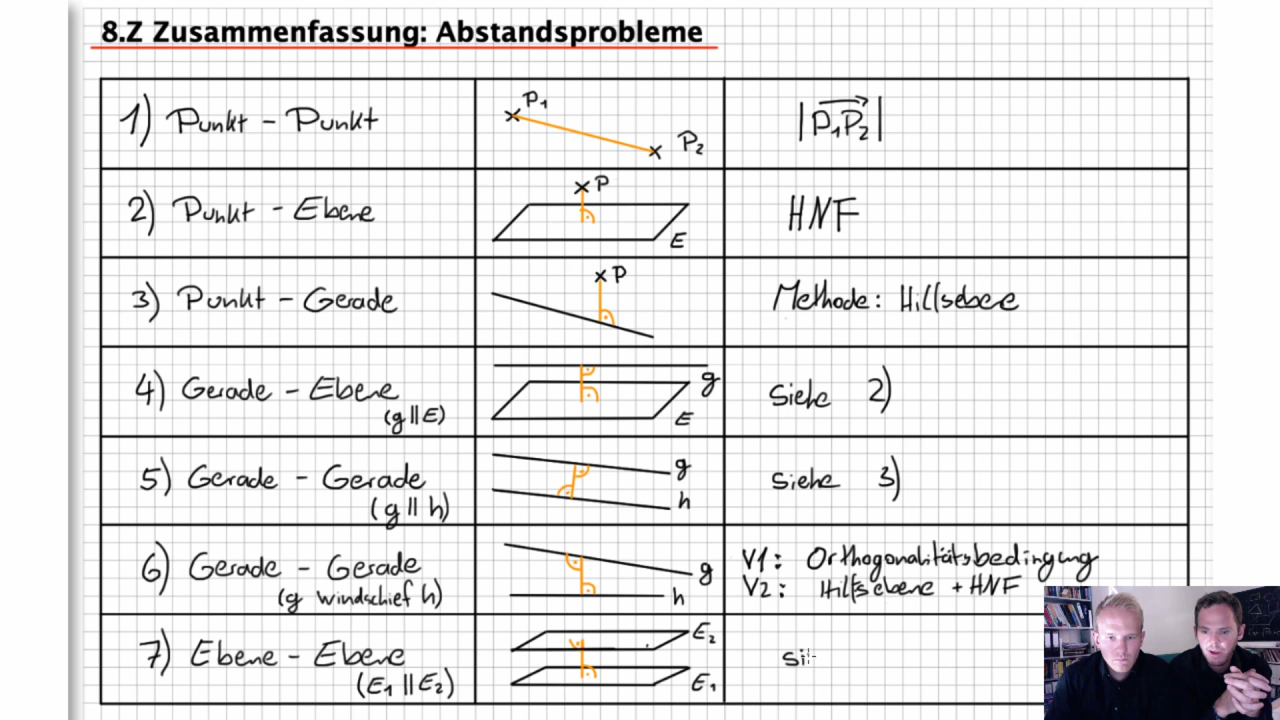 8.Z Zusammenfassung: Abstandsprobleme
1) Punkt - Punkt
P1
P2
|P1P2|
2) Punkt - Ebene
P
E
HNF
3) Punkt - Gerade
P
Methode: Hilfsebene
4) Gerade - Ebene
(g || E)
g
E
Siehe 2)
5) Gerade - Gerade
(g || h)
g
h
Siehe 3)
6) Gerade - Gerade
(g windschief h)
g
h
V1: Orthogonalitätsbedingung
V2: Hilfsebene + HNF
7) Ebene - Ebene
(E1 || E2)
E2
E1
si